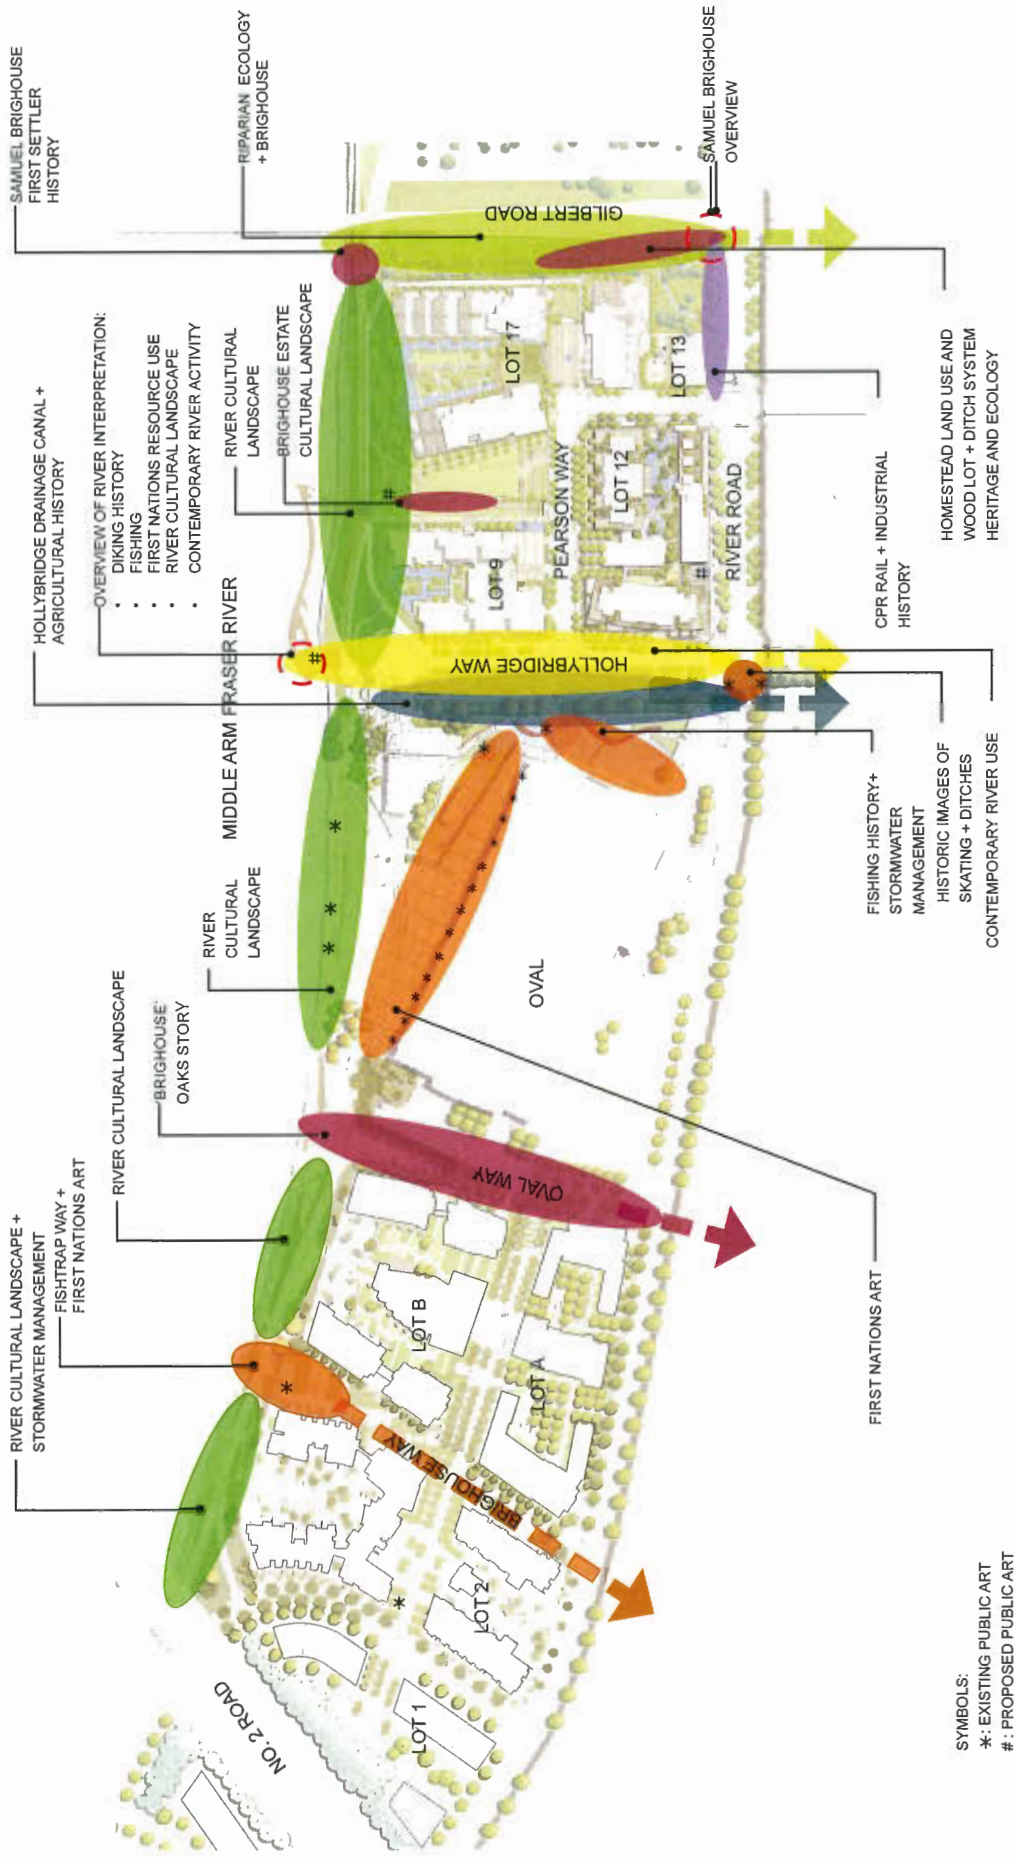 RIVER CULTURAL LANDSCAPE +
STORMWATER MANAGEMENT
FISHTRAP WAY +
FIRST NATIONS ART
RIVER CULTURAL LANDSCAPE
'BRIGHOUSE'
OAKS STORY
RIVER
CULTURAL
LANDSCAPE
HOLLYBRIDGE DRAINAGE CANAL +
AGRICULTURAL HISTORY
OVERVIEW OF RIVER INTERPRETATION:
• DIKING HISTORY
• FISHING
• FIRST NATIONS RESOURCE USE
• RIVER CULTURAL LANDSCAPE
• CONTEMPORARY RIVER ACTIVITY
RIVER CULTURAL
LANDSCAPE
BRIGHOUSE ESTATE
CULTURAL LANDSCAPE
SAMUEL BRIGHOUSE
FIRST SETTLER
HISTORY
RIPARIAN ECOLOGY
+ BRIGHOUSE
MIDDLE ARM FRASER RIVER
NO. 2 ROAD
LOT 1
LOT 2
BRIGHOUSE WAY
LOT B
LOT A
OVAL WAY
OVAL
HOLLYBRIDGE WAY
LOT 9
PEARSON WAY
LOT 12
LOT 17
LOT 13
RIVER ROAD
GILBERT ROAD
SAMUEL BRIGHOUSE
OVERVIEW
FIRST NATIONS ART
FISHING HISTORY+
STORMWATER
MANAGEMENT
HISTORIC IMAGES OF
SKATING + DITCHES
CONTEMPORARY RIVER USE
CPR RAIL + INDUSTRIAL
HISTORY
HOMESTEAD LAND USE AND
WOOD LOT + DITCH SYSTEM
HERITAGE AND ECOLOGY
SYMBOLS:
*: EXISTING PUBLIC ART
#: PROPOSED PUBLIC ART